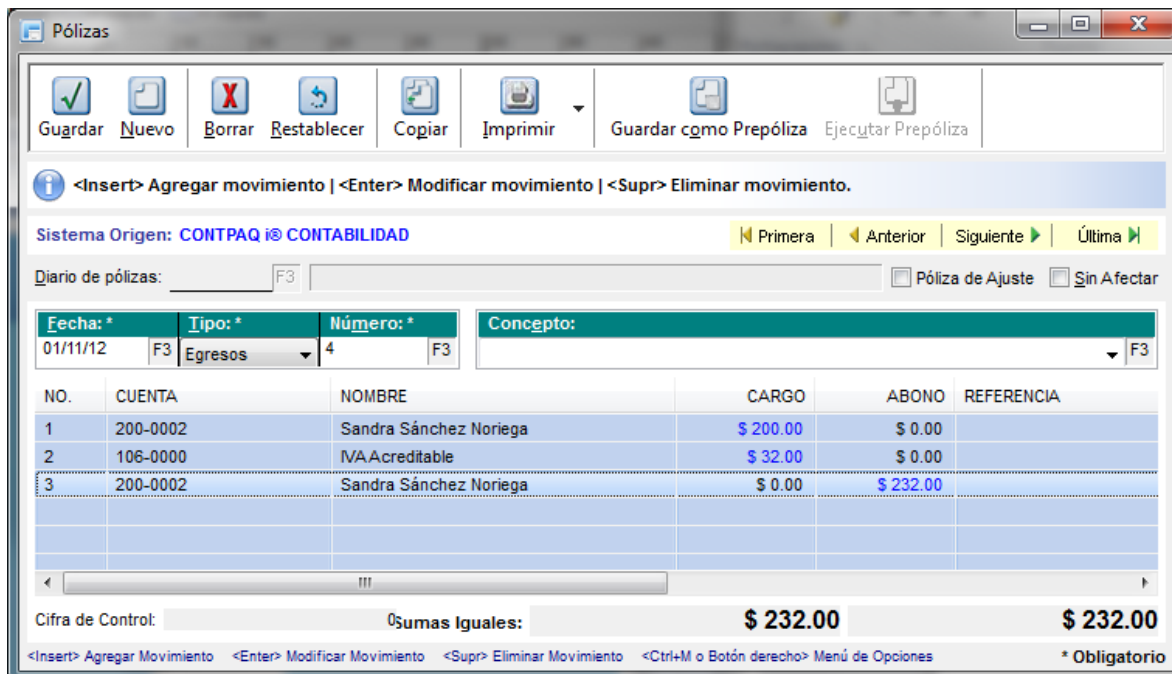 Pólizas
Guardar Nuevo Borrar Restablecer Copiar Imprimir Guardar como Prepóliza Ejecutar Prepóliza
<Insert> Agregar movimiento | <Enter> Modificar movimiento | <Supr> Eliminar movimiento.
Sistema Origen: CONTPAQ i® CONTABILIDAD Primera Anterior Siguiente Última
Diario de pólizas: F3 Póliza de Ajuste Sin Afectar
Fecha: * Tipo: * Número: * Concepto:
01/11/12 F3 Egresos 4 F3 F3
NO. CUENTA NOMBRE CARGO ABONO REFERENCIA
1 200-0002 Sandra Sánchez Noriega $ 200.00 $ 0.00
2 106-0000 IVA Acreditable $ 32.00 $ 0.00
3 200-0002 Sandra Sánchez Noriega $ 0.00 $ 232.00
Cifra de Control: 0 Sumas Iguales: $ 232.00 $ 232.00
<Insert> Agregar Movimiento <Enter> Modificar Movimiento <Supr> Eliminar Movimiento <Ctrl+M o Botón derecho> Menú de Opciones * Obligatorio